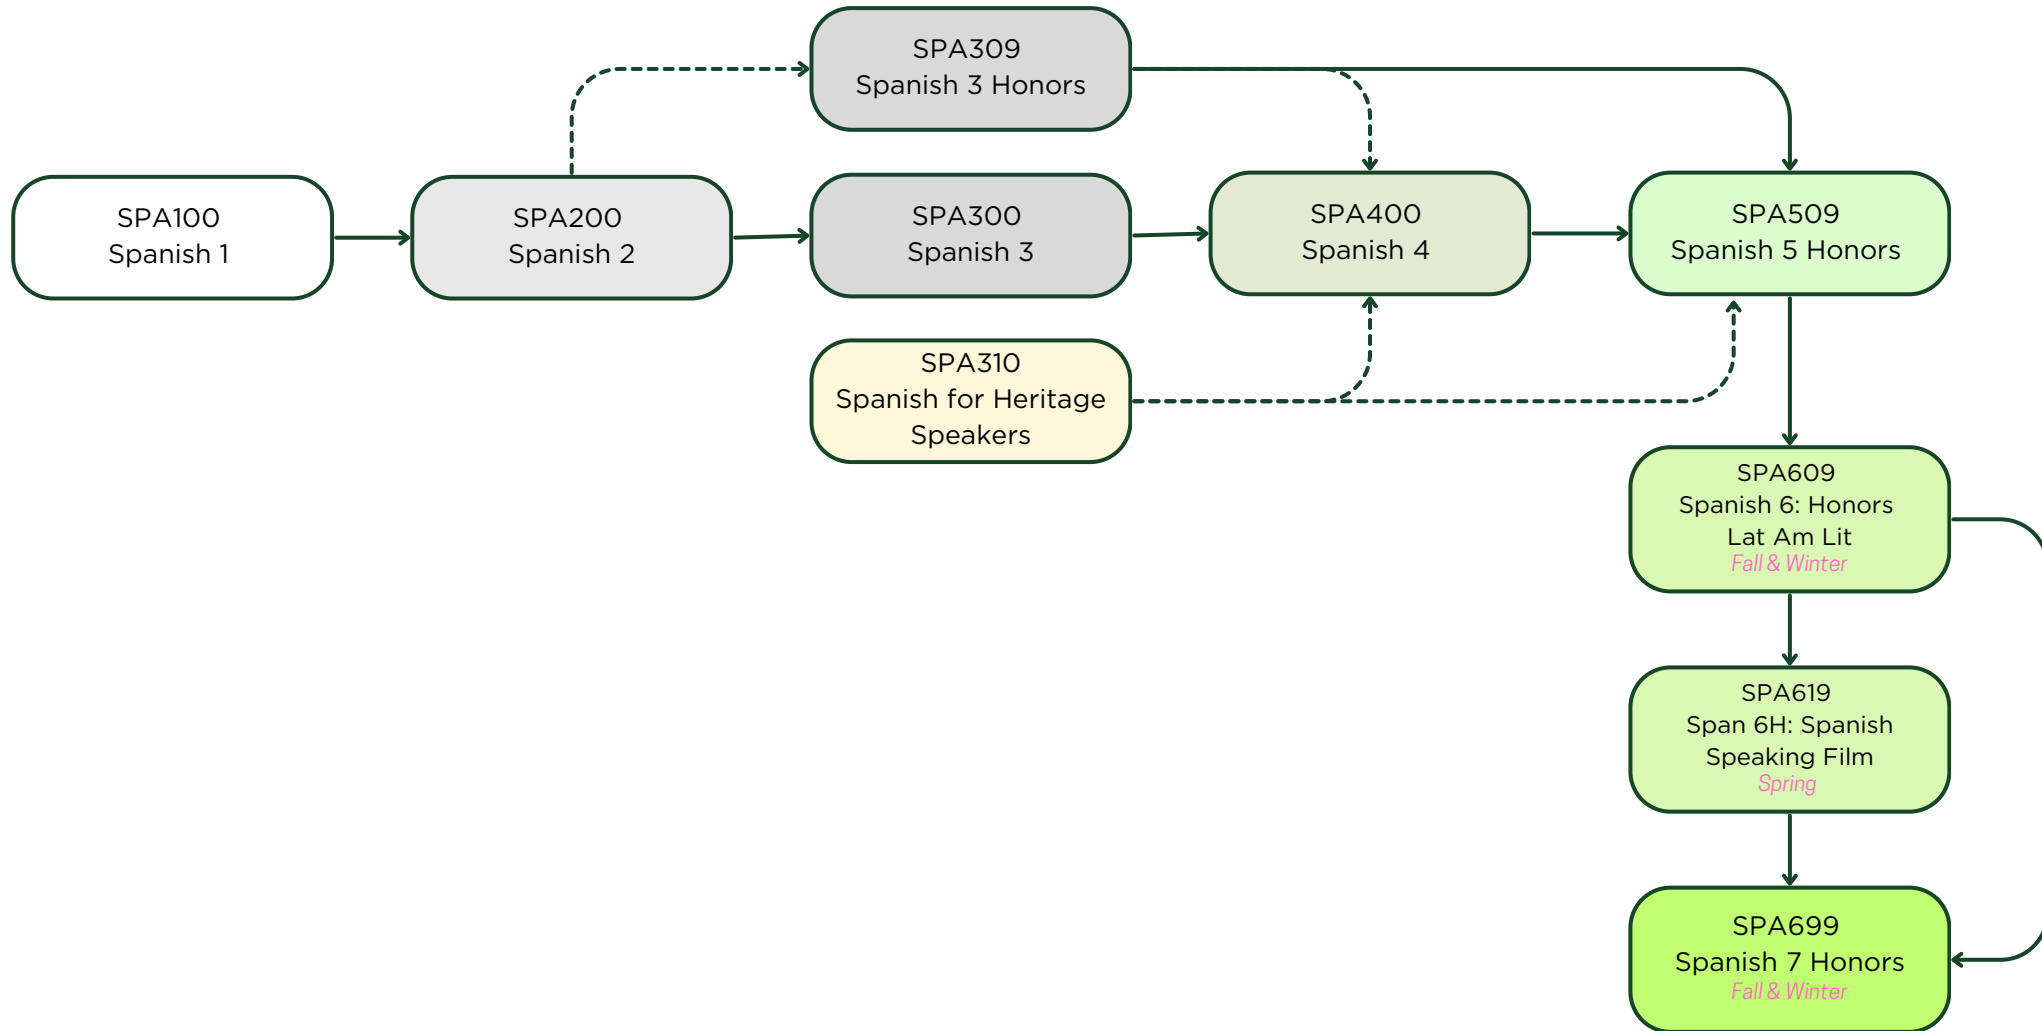 SPA309
Spanish 3 Honors
SPA100
Spanish 1
SPA200
Spanish 2
SPA300
Spanish 3
SPA400
Spanish 4
SPA509
Spanish 5 Honors
SPA310
Spanish for Heritage
Speakers
SPA609
Spanish 6: Honors
Lat Am Lit
Fall & Winter
SPA619
Span 6H: Spanish
Speaking Film
Spring
SPA699
Spanish 7 Honors
Fall & Winter